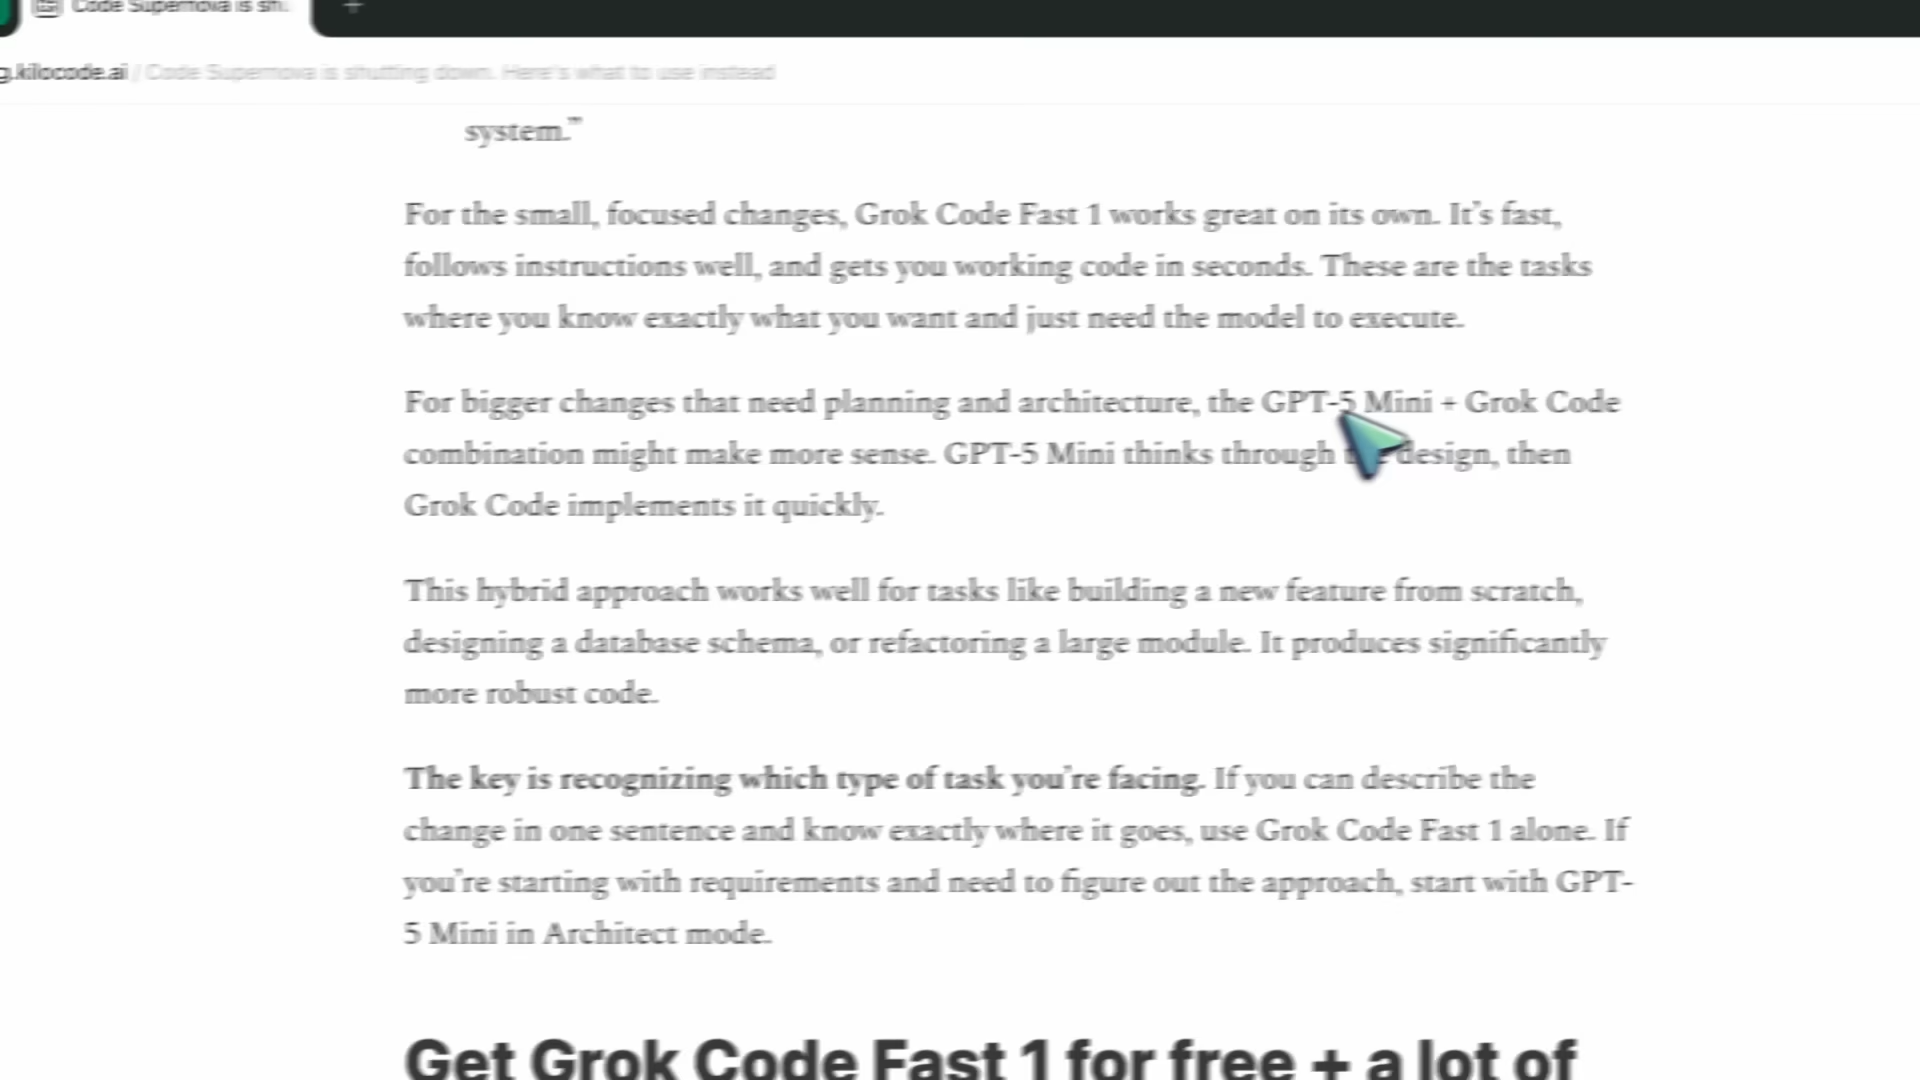 Code Supernova is sh...
+
g.kilocode.ai / Code Supernova is shutting down. Here's what to use instead
system.”
For the small, focused changes, Grok Code Fast 1 works great on its own. It’s fast,
follows instructions well, and gets you working code in seconds. These are the tasks
where you know exactly what you want and just need the model to execute.
For bigger changes that need planning and architecture, the GPT-5 Mini + Grok Code
combination might make more sense. GPT-5 Mini thinks through design, then
Grok Code implements it quickly.
This hybrid approach works well for tasks like building a new feature from scratch,
designing a database schema, or refactoring a large module. It produces significantly
more robust code.
The key is recognizing which type of task you’re facing. If you can describe the
change in one sentence and know exactly where it goes, use Grok Code Fast 1 alone. If
you’re starting with requirements and need to figure out the approach, start with GPT-
5 Mini in Architect mode.
Get Grok Code Fast 1 for free + a lot of